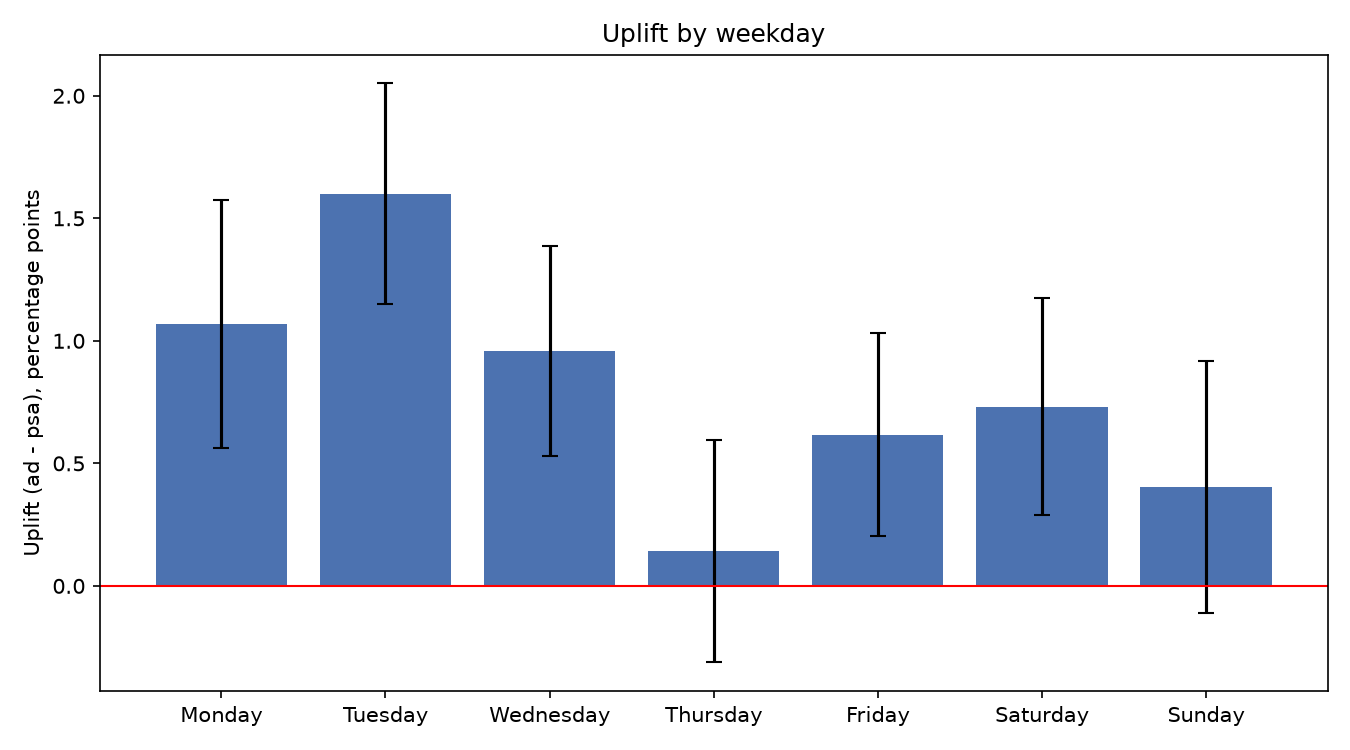 Uplift by weekday
Uplift (ad - psa), percentage points
2.0
1.5
1.0
0.5
0.0
Monday Tuesday Wednesday Thursday Friday Saturday Sunday